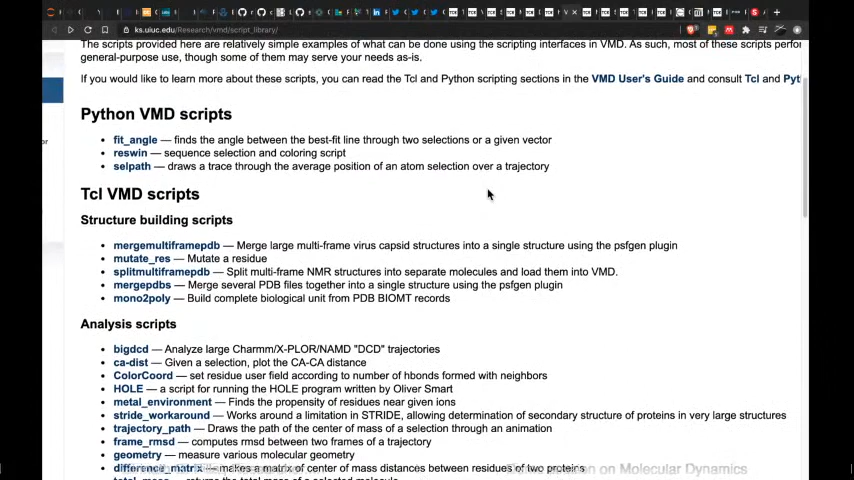 ks.uiuc.edu/Research/vmd/script_library/
The scripts provided here are relatively simple examples of what can be done using the scripting interfaces in VMD. As such, most of these scripts perfor
general-purpose use, though some of them may serve your needs as-is.
If you would like to learn more about these scripts, you can read the Tcl and Python scripting sections in the VMD User's Guide and consult Tcl and Pyt
Python VMD scripts
• fit_angle — finds the angle between the best-fit line through two selections or a given vector
• reswin — sequence selection and coloring script
• selpath — draws a trace through the average position of an atom selection over a trajectory
Tcl VMD scripts
Structure building scripts
• mergemultiframepdb — Merge large multi-frame virus capsid structures into a single structure using the psfgen plugin
• mutate_res — Mutate a residue
• splitmultiframepdb — Split multi-frame NMR structures into separate molecules and load them into VMD.
• mergepdbs — Merge several PDB files together into a single structure using the psfgen plugin
• mono2poly — Build complete biological unit from PDB BIOMT records
Analysis scripts
• bigdcd — Analyze large Charmm/X-PLOR/NAMD "DCD" trajectories
• ca-dist — Given a selection, plot the CA-CA distance
• ColorCoord — set residue user field according to number of hbonds formed with neighbors
• HOLE — a script for running the HOLE program written by Oliver Smart
• metal_environment — Finds the propensity of residues near given ions
• stride_workaround — Works around a limitation in STRIDE, allowing determination of secondary structure of proteins in very large structures
• trajectory_path — Draws the path of the center of mass of a selection through an animation
• frame_rmsd — computes rmsd between two frames of a trajectory
• geometry — measure various molecular geometry
• difference_matrix — makes a matrix of center of mass distances between residues of two proteins
on Molecular Dynamics
total_mass — returns the total mass of a selected molecule